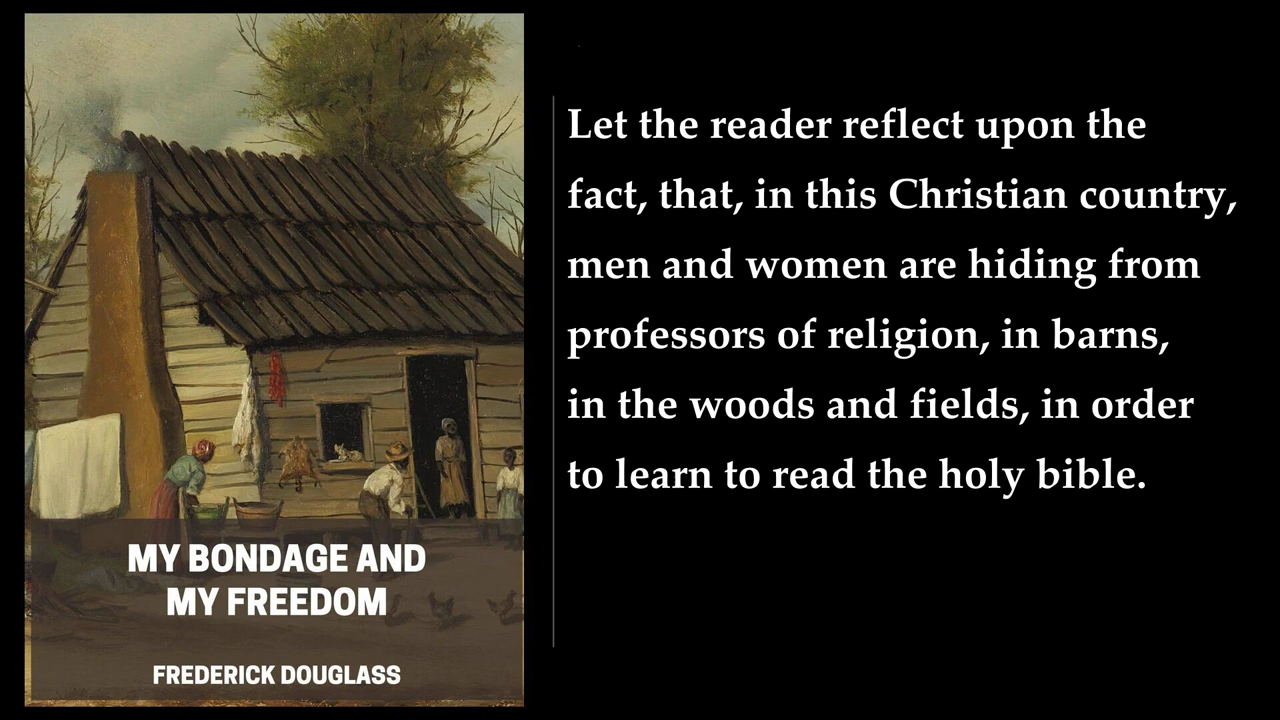 MY BONDAGE AND
MY FREEDOM
FREDERICK DOUGLASS
Let the reader reflect upon the
fact, that, in this Christian country,
men and women are hiding from
professors of religion, in barns,
in the woods and fields, in order
to learn to read the holy bible.